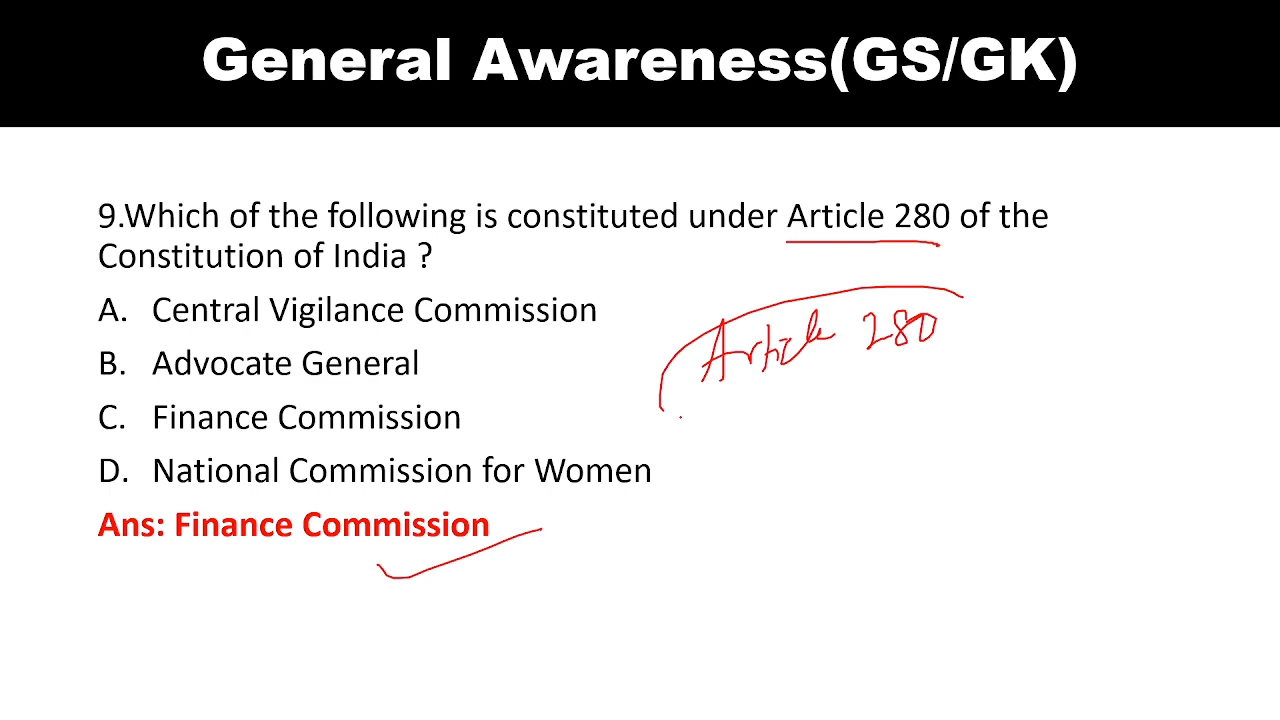 General Awareness(GS/GK)
9.Which of the following is constituted under Article 280 of the
Constitution of India ?
A. Central Vigilance Commission
Article 280
B. Advocate General
C. Finance Commission
D. National Commission for Women
Ans: Finance Commission